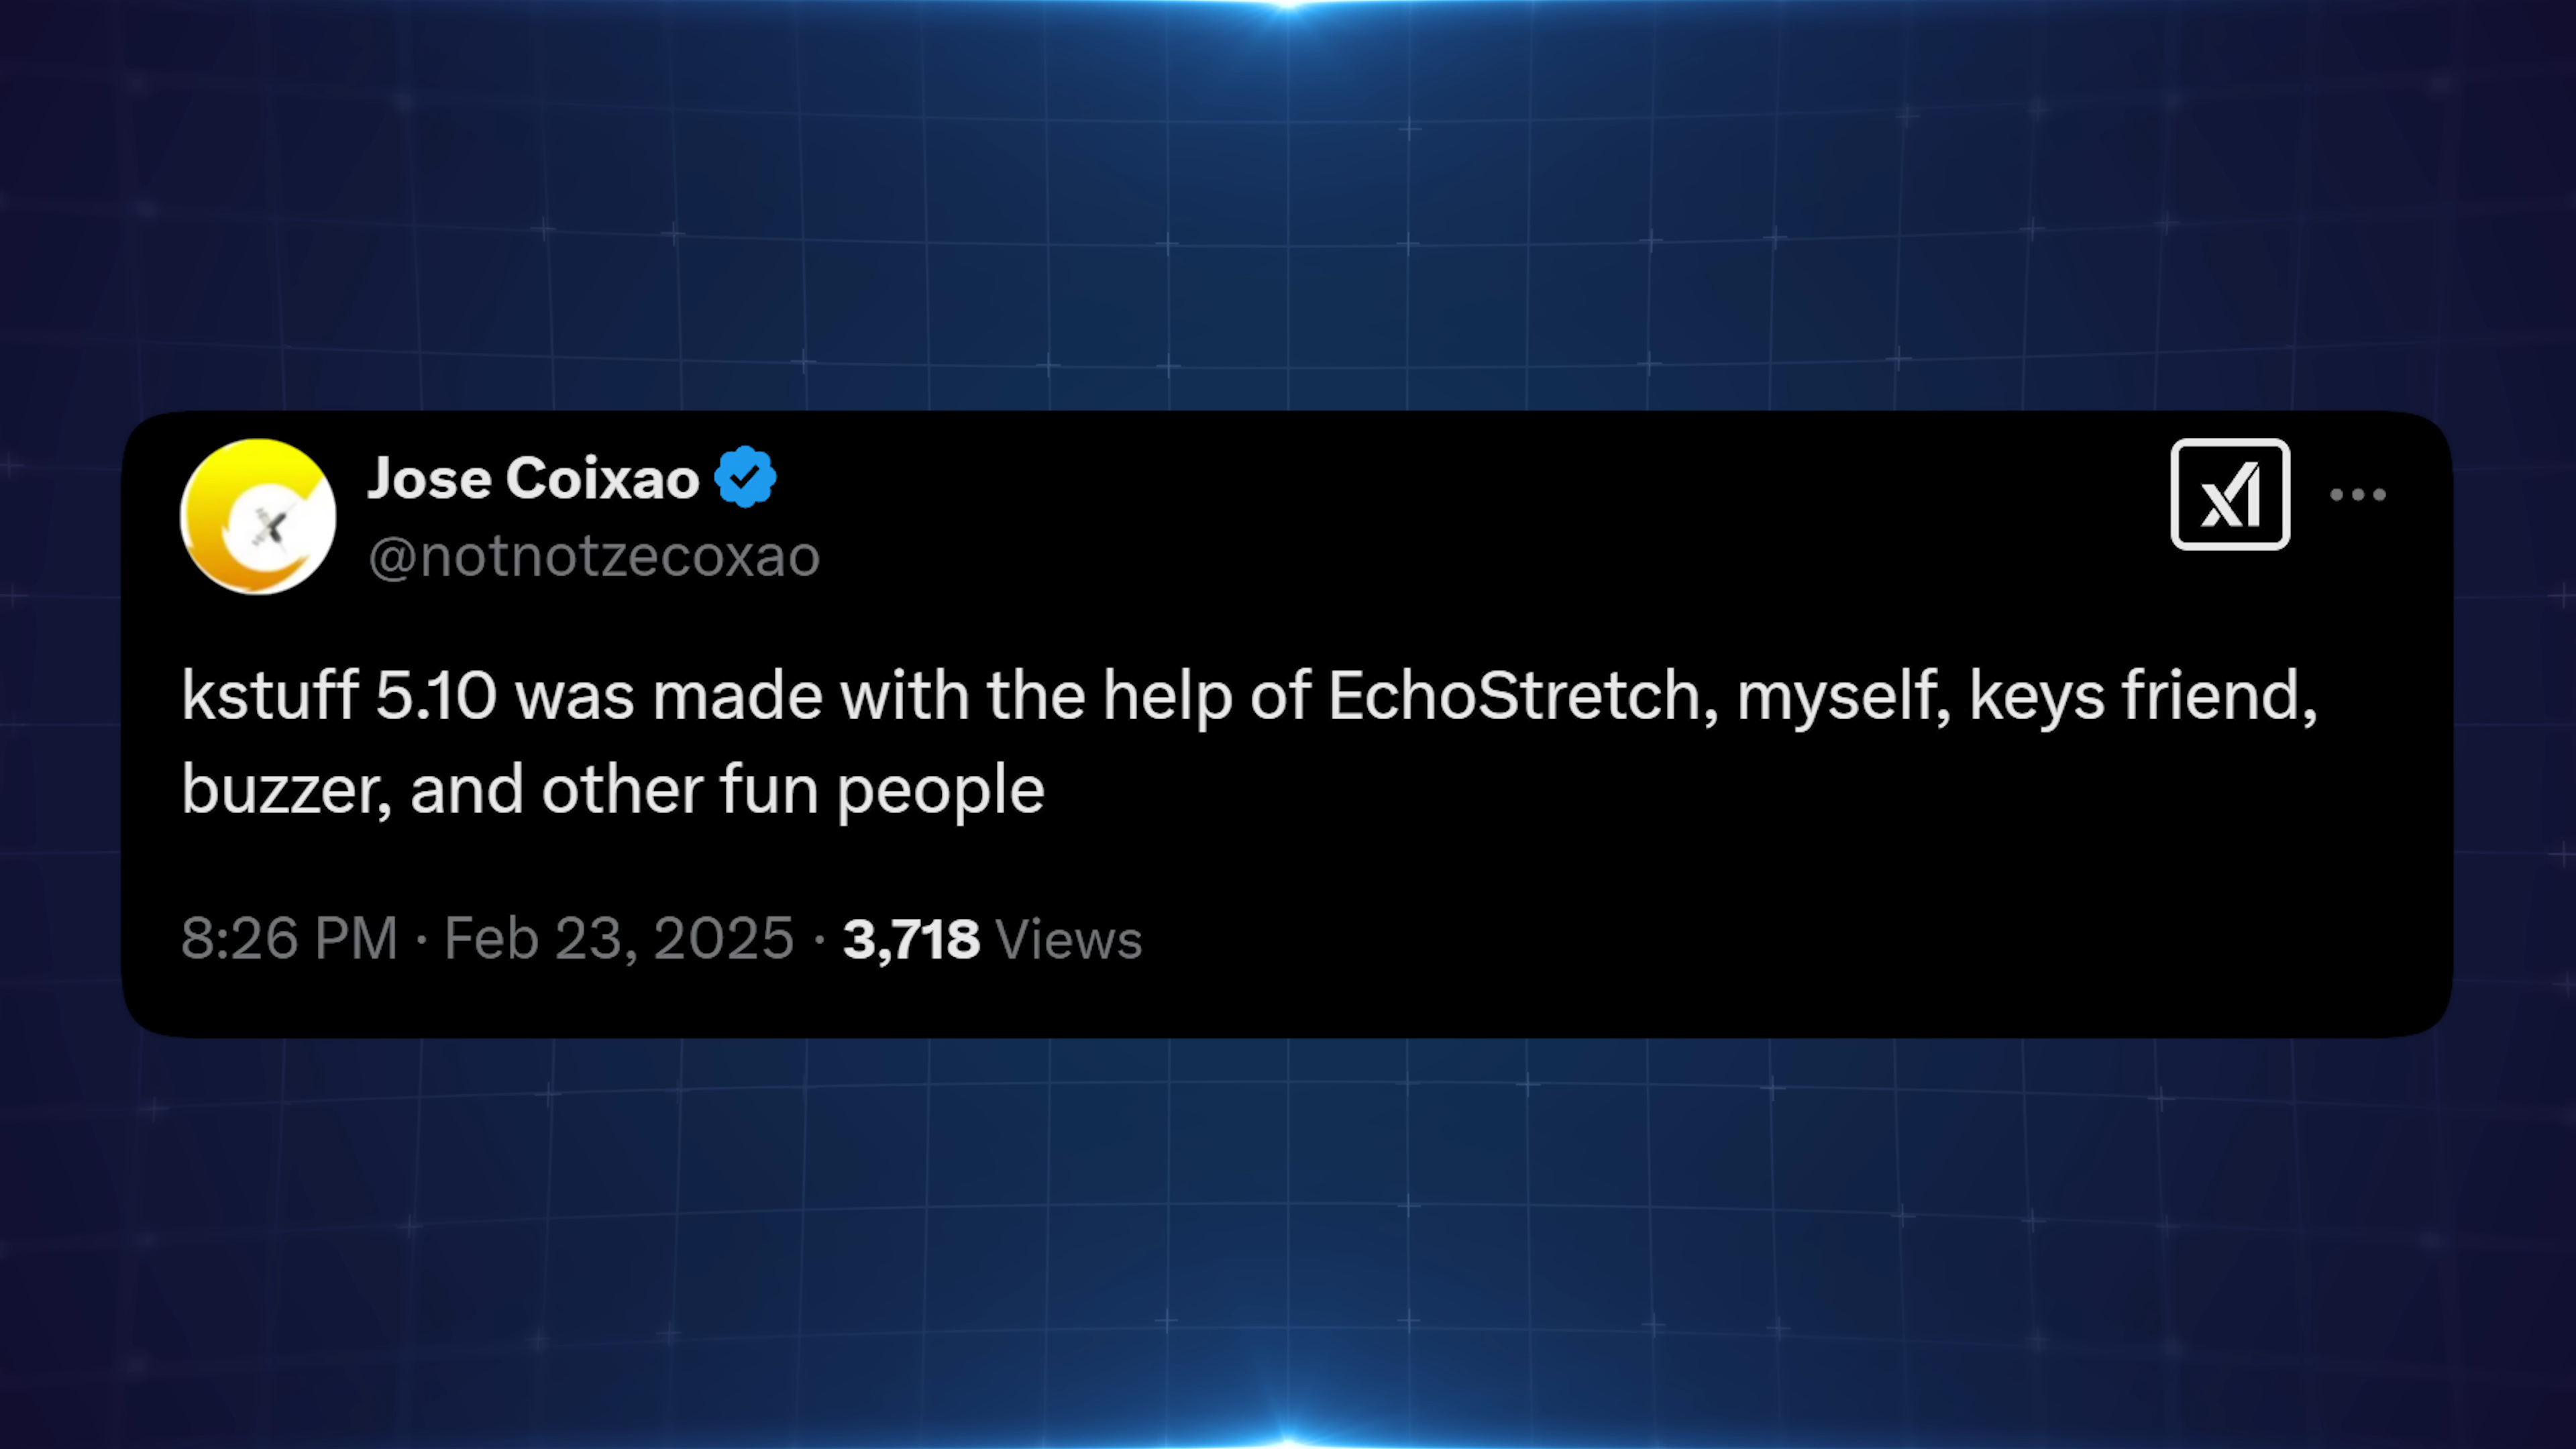 Jose Coixao
@notnotzecoxao
kstuff 5.10 was made with the help of EchoStretch, myself, keys friend,
buzzer, and other fun people
8:26 PM · Feb 23, 2025 · 3,718 Views